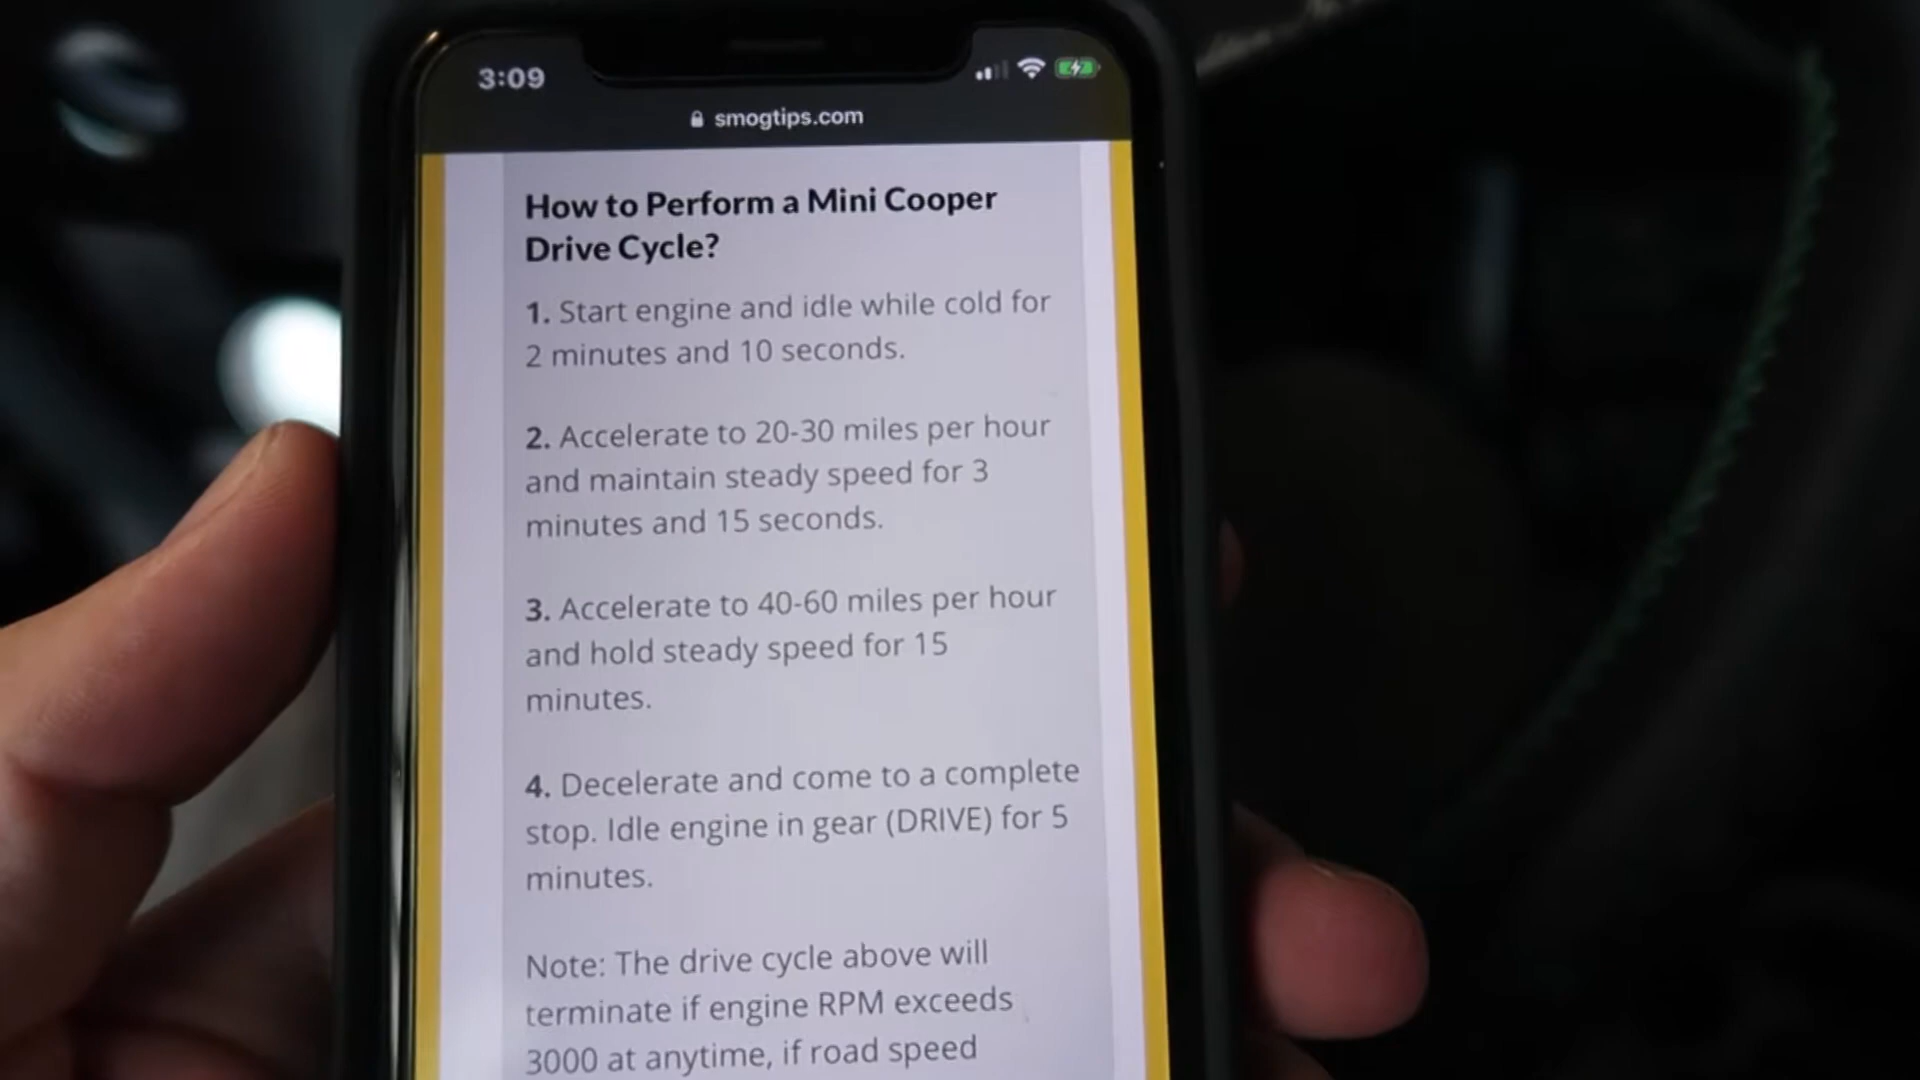 3:09
smogtips.com
How to Perform a Mini Cooper
Drive Cycle?
1. Start engine and idle while cold for
2 minutes and 10 seconds.
2. Accelerate to 20-30 miles per hour
and maintain steady speed for 3
minutes and 15 seconds.
3. Accelerate to 40-60 miles per hour
and hold steady speed for 15
minutes.
4. Decelerate and come to a complete
stop. Idle engine in gear (DRIVE) for 5
minutes.
Note: The drive cycle above will
terminate if engine RPM exceeds
3000 at anytime, if road speed